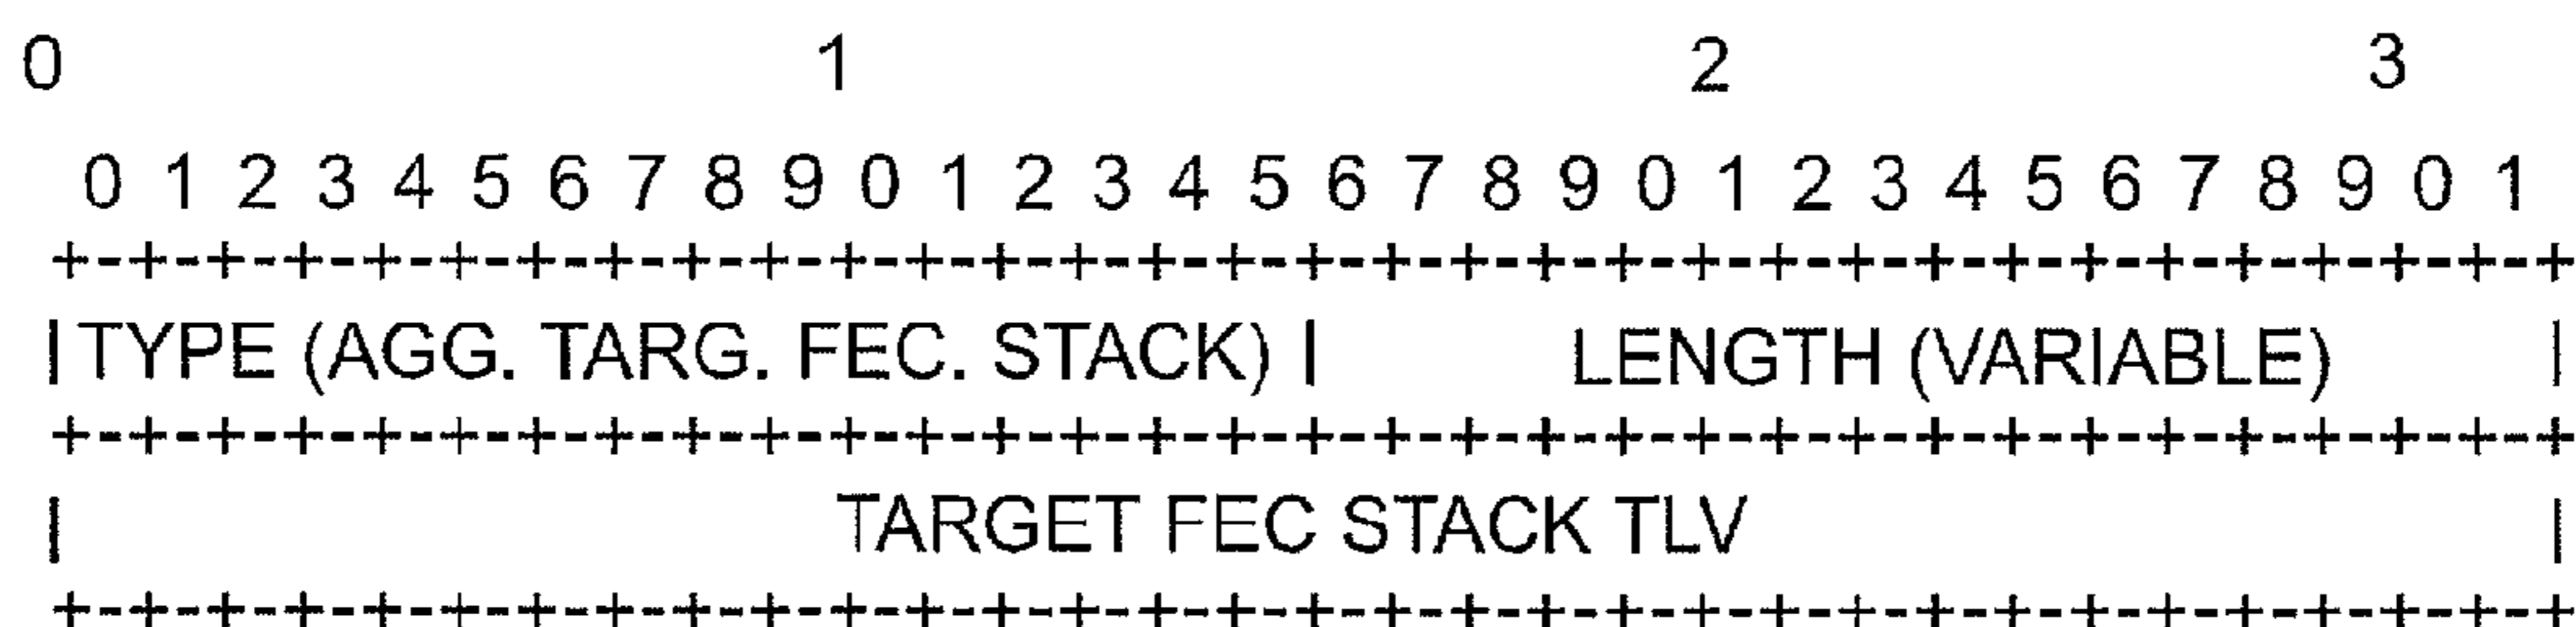 0 1 2 3
0 1 2 3 4 5 6 7 8 9 0 1 2 3 4 5 6 7 8 9 0 1 2 3 4 5 6 7 8 9 0 1
+-+-+-+-+-+-+-+-+-+-+-+-+-+-+-+-+-+-+-+-+-+-+-+-+-+-+-+-+-+-+-+-+
| TYPE (AGG. TARG. FEC. STACK) | LENGTH (VARIABLE) |
+-+-+-+-+-+-+-+-+-+-+-+-+-+-+-+-+-+-+-+-+-+-+-+-+-+-+-+-+-+-+-+-+
| TARGET FEC STACK TLV |
+-+-+-+-+-+-+-+-+-+-+-+-+-+-+-+-+-+-+-+-+-+-+-+-+-+-+-+-+-+-+-+-+